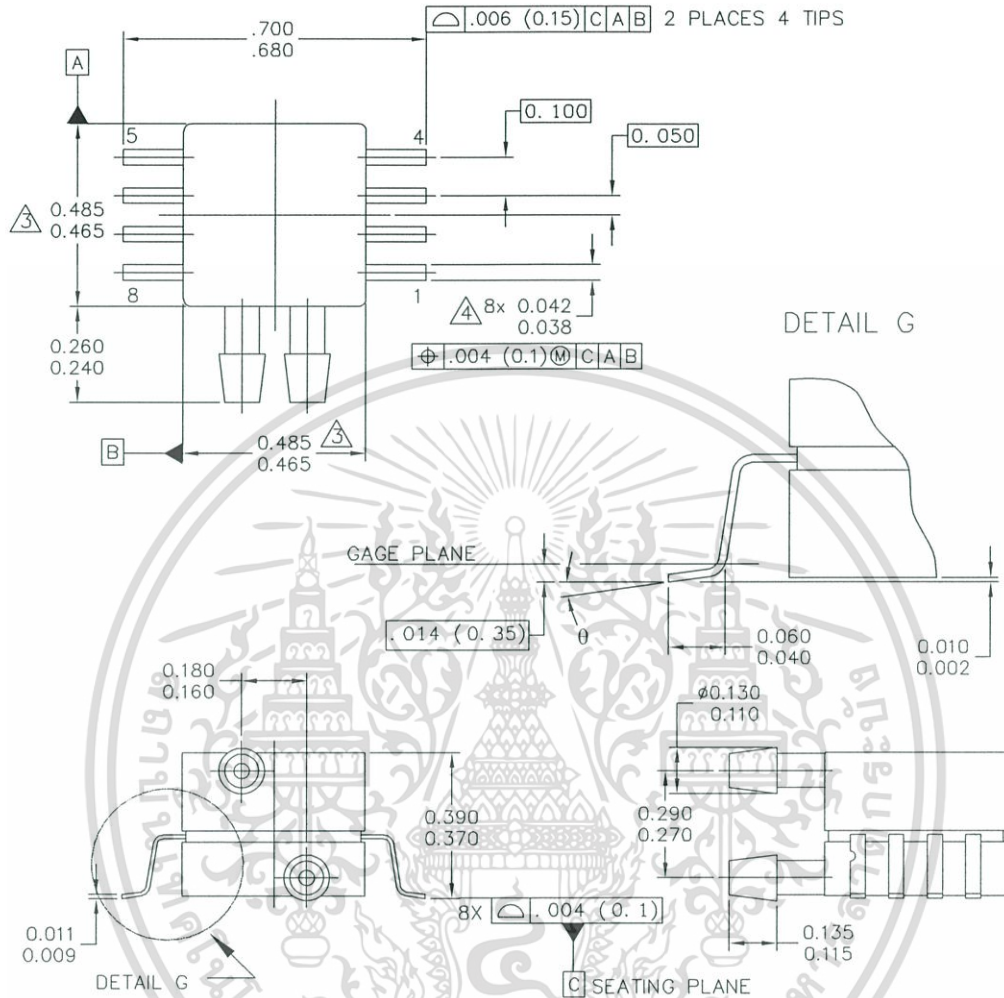 .700
.680
⌓ .006 (0.15) C A B 2 PLACES 4 TIPS
A
0.100
0.050
5
4
3
0.485
0.465
8
1
4 8x 0.042
0.038
0.260
0.240
⌖ .004 (0.1) Ⓜ C A B
DETAIL G
B
0.485
0.465
3
GAGE PLANE
.014 (0.35)
θ
0.060
0.040
0.010
0.002
0.180
0.160
ø0.130
0.110
0.390
0.370
0.290
0.270
8X ⌓ .004 (0.1)
0.011
0.009
0.135
0.115
DETAIL G
C SEATING PLANE